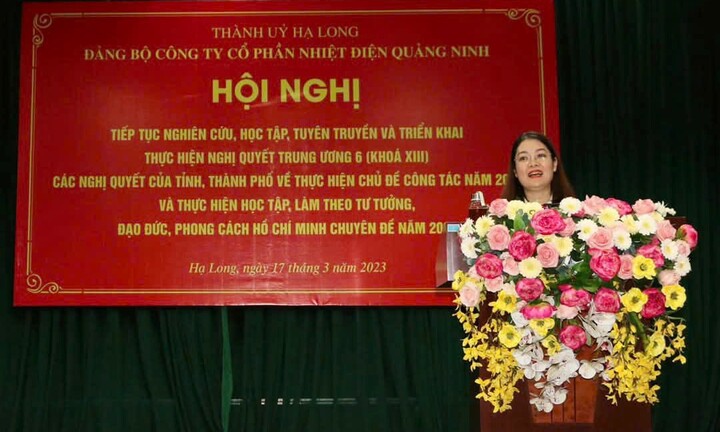 THÀNH UỶ HẠ LONG
ĐẢNG BỘ CÔNG TY CỔ PHẦN NHIỆT ĐIỆN QUẢNG NINH
HỘI NGHỊ
TIẾP TỤC NGHIÊN CỨU, HỌC TẬP, TUYÊN TRUYỀN VÀ TRIỂN KHAI
THỰC HIỆN NGHỊ QUYẾT TRUNG ƯƠNG 6 (KHOÁ XIII)
CÁC NGHỊ QUYẾT CỦA TỈNH, THÀNH PHỐ VỀ THỰC HIỆN CHỦ ĐỀ CÔNG TÁC NĂM
VÀ THỰC HIỆN HỌC TẬP, LÀM THEO TƯ TƯỞNG,
ĐẠO ĐỨC, PHONG CÁCH HỒ CHÍ MINH CHUYÊN ĐỀ NĂM
Hạ Long, ngày 17 tháng 3 năm 2023